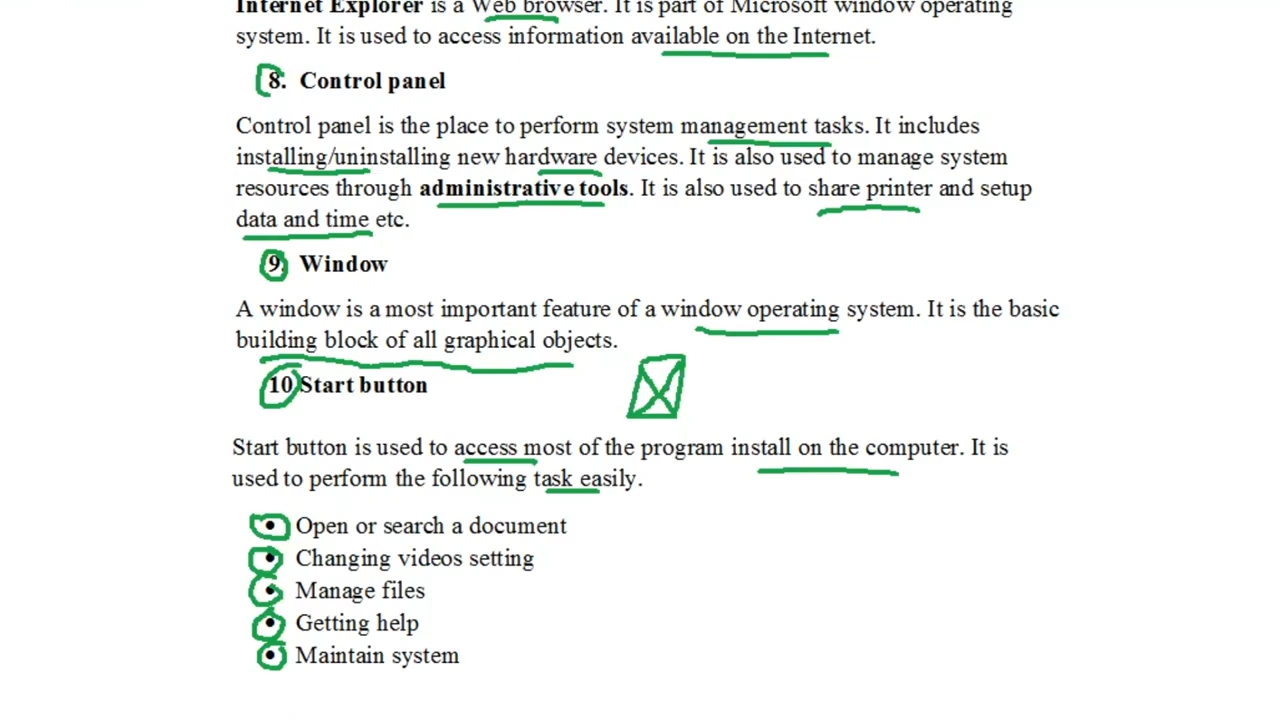 Internet Explorer is a Web browser. It is part of Microsoft window operating
system. It is used to access information available on the Internet.
8. Control panel
Control panel is the place to perform system management tasks. It includes
installing/uninstalling new hardware devices. It is also used to manage system
resources through administrative tools. It is also used to share printer and setup
data and time etc.
9. Window
A window is a most important feature of a window operating system. It is the basic
building block of all graphical objects.
10 Start button
Start button is used to access most of the program install on the computer. It is
used to perform the following task easily.
• Open or search a document
• Changing videos setting
• Manage files
• Getting help
• Maintain system